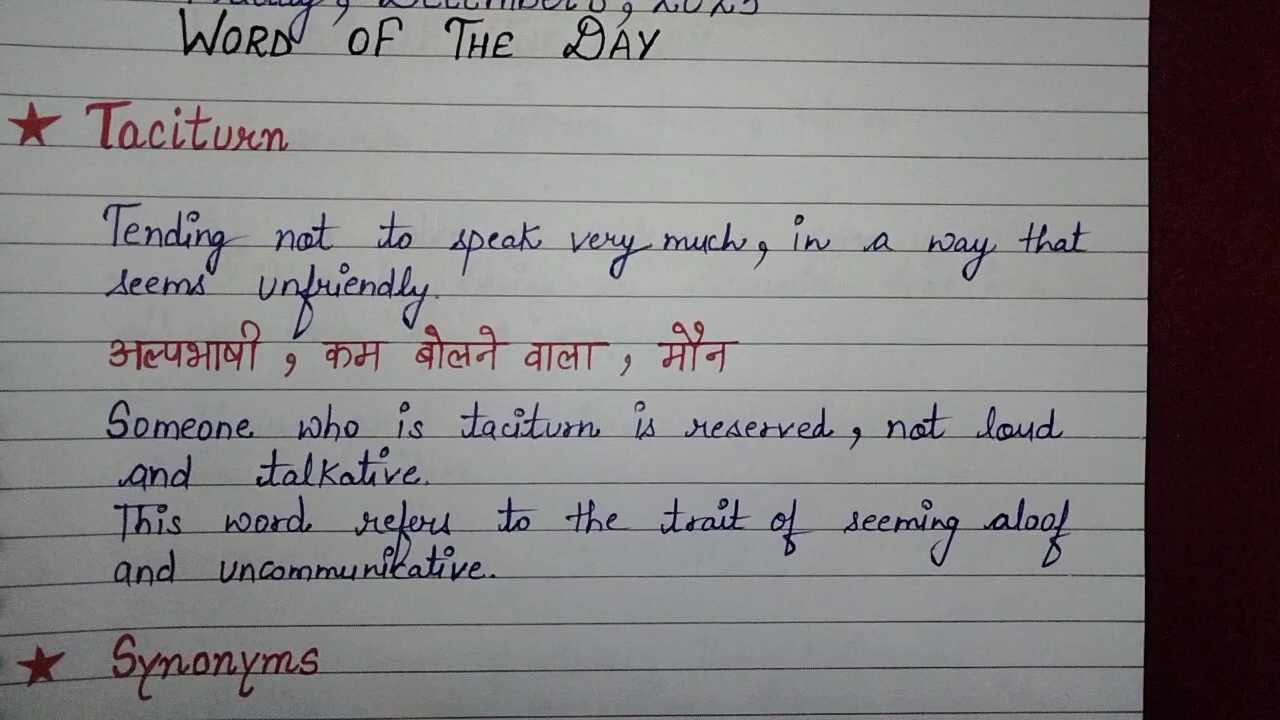 WORD OF THE DAY
★ Taciturn
Tending not to speak very much, in a way that
seems unfriendly.
अल्पभाषी, कम बोलने वाला, मौन
Someone who is taciturn is reserved, not loud
and talkative.
This word refers to the trait of seeming aloof
and uncommunikative.
★ Synonyms